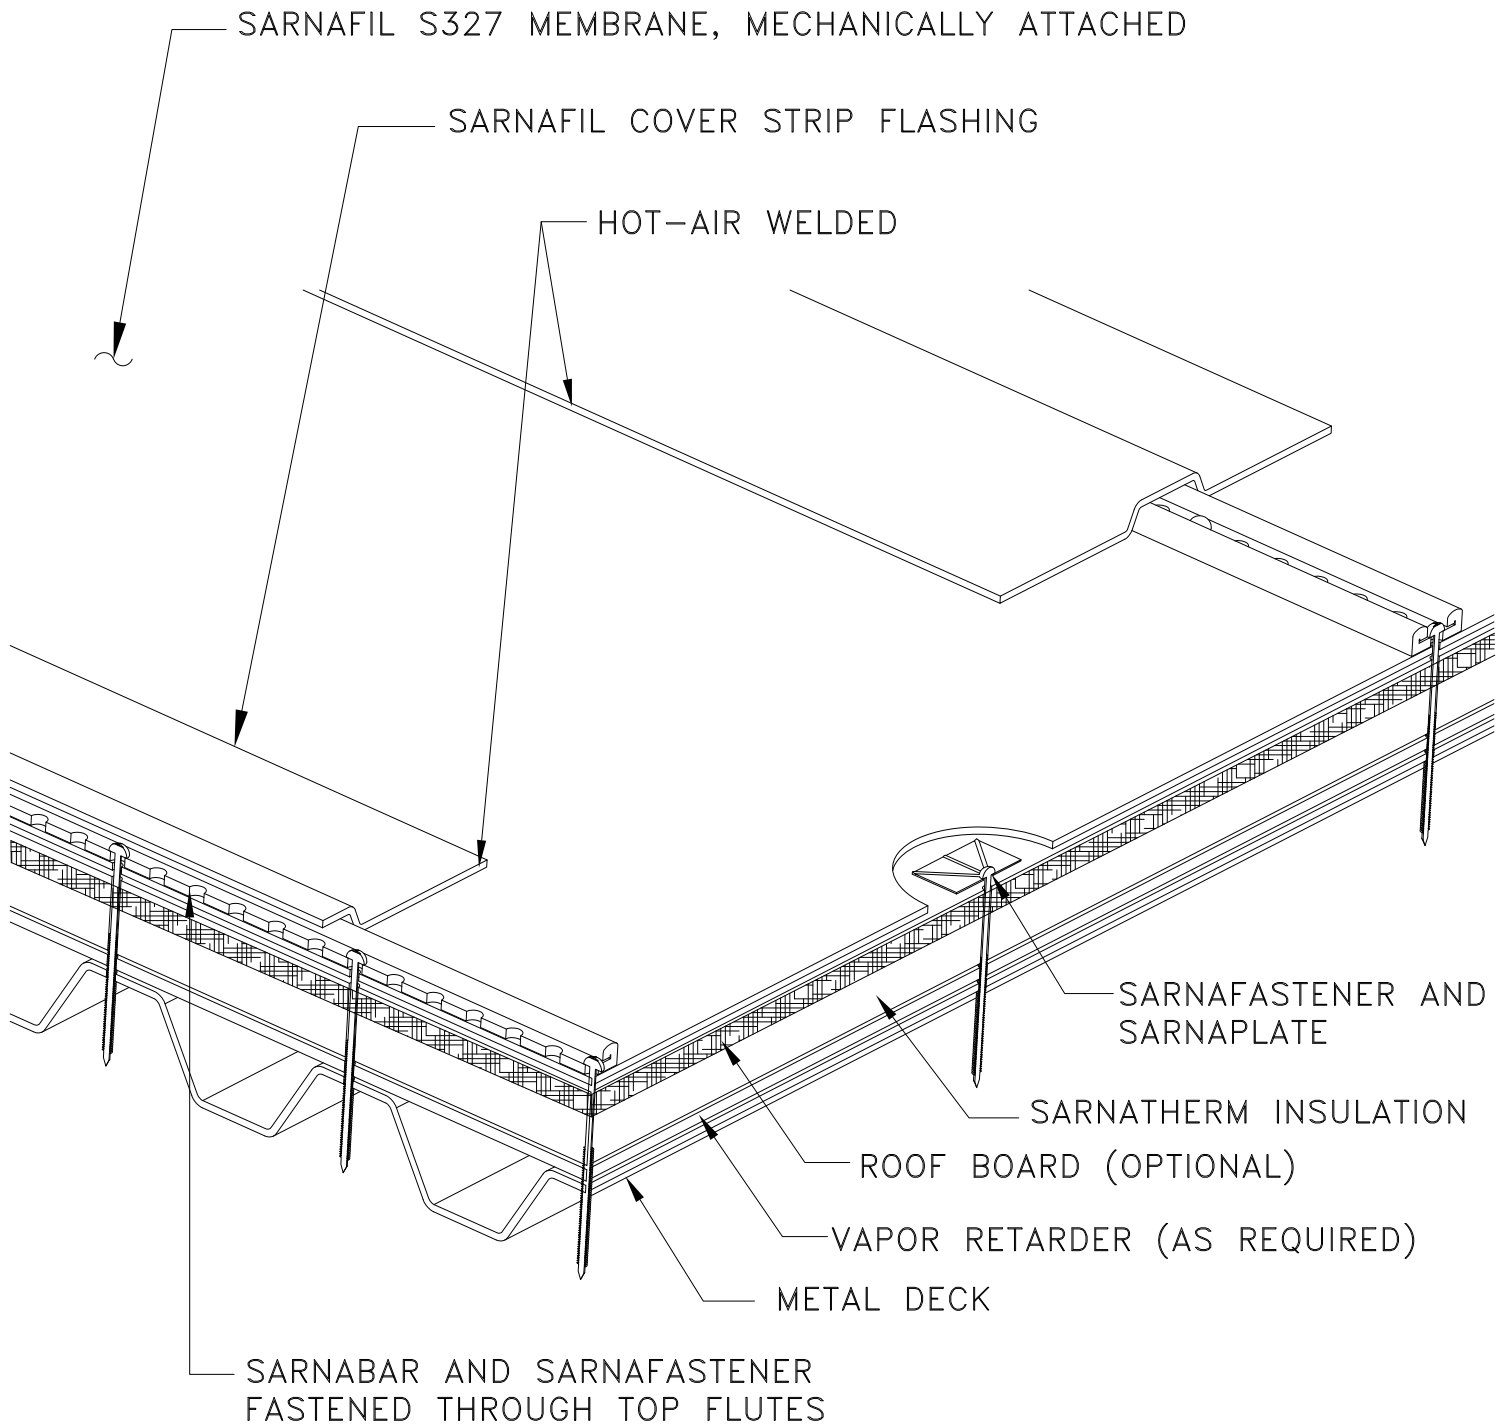 SARNAFIL S327 MEMBRANE, MECHANICALLY ATTACHED
SARNAFIL COVER STRIP FLASHING
HOT-AIR WELDED
SARNAFASTENER AND
SARNAPLATE
SARNATHERM INSULATION
ROOF BOARD (OPTIONAL)
VAPOR RETARDER (AS REQUIRED)
METAL DECK
SARNABAR AND SARNAFASTENER
FASTENED THROUGH TOP FLUTES